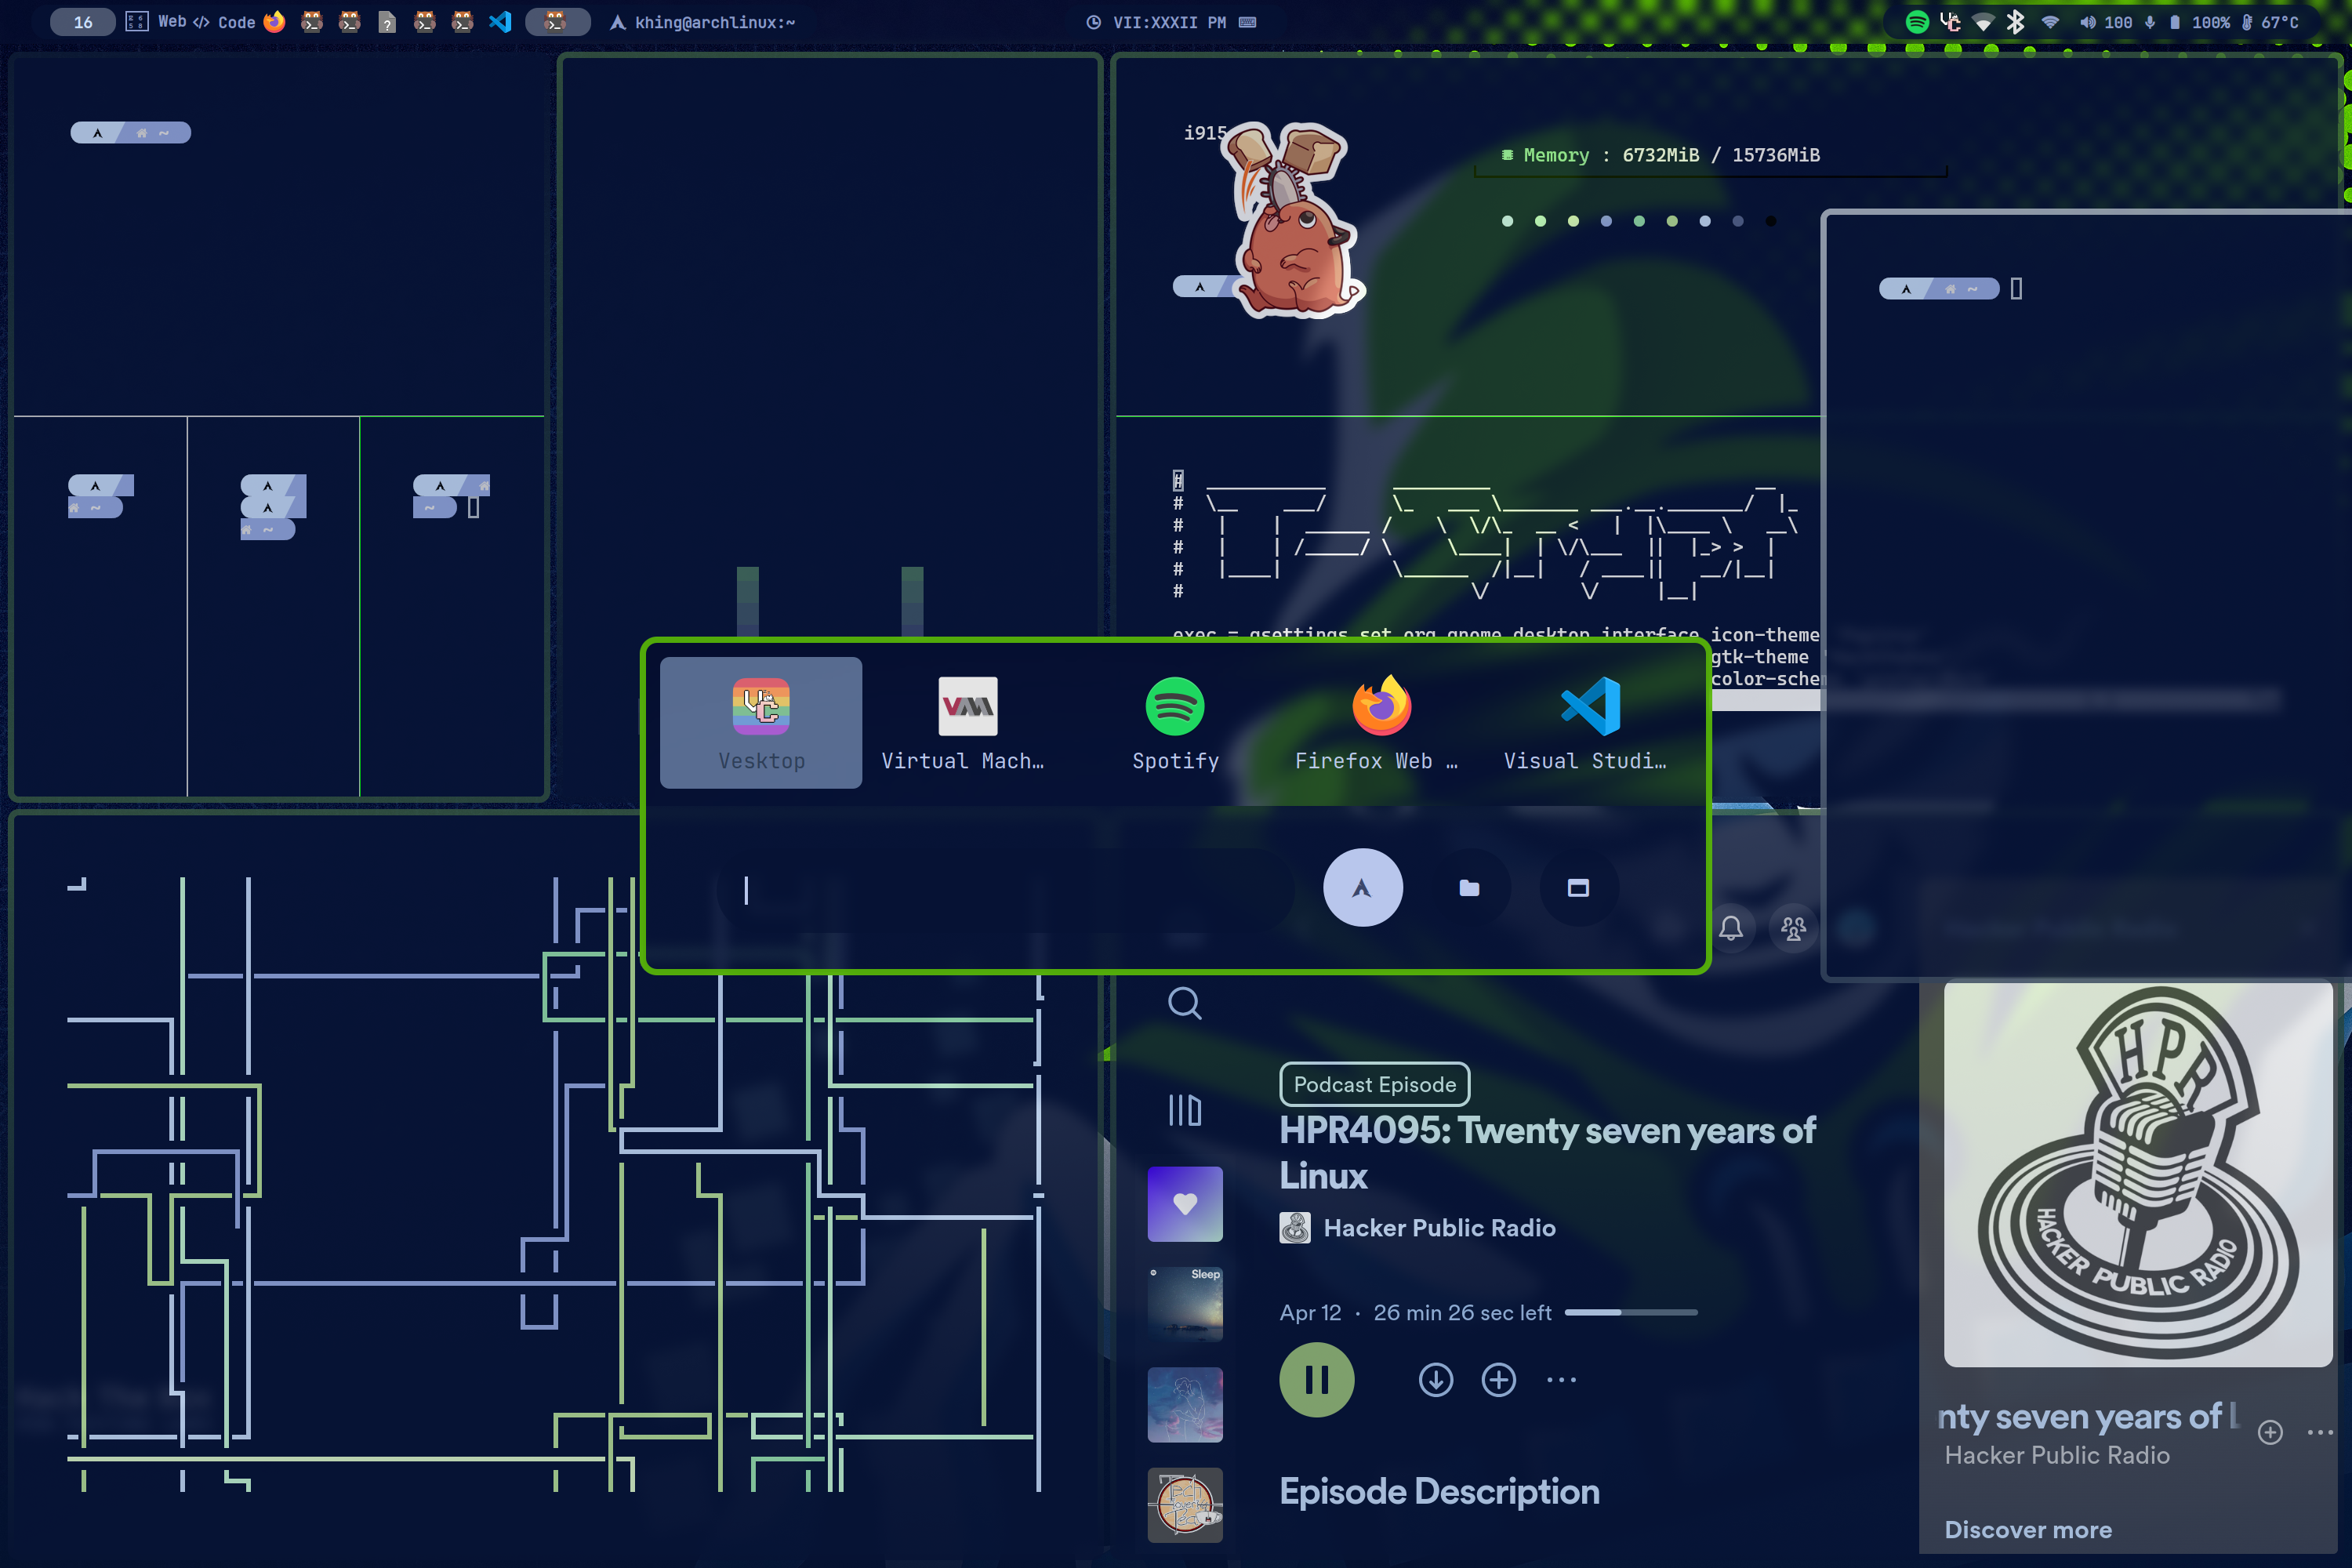 16 Web </> Code khing@archlinux:~ VII:XXXII PM 100 100% 67°C
~
i915
Memory : 6732MiB / 15736MiB
~
~
~
~
#
#
#
#
#
#
exec = gsettings set org.gnome.desktop.interface icon-theme
gtk-theme
color-schem
Vesktop
Virtual Mach…
Spotify
Firefox Web …
Visual Studi…
Podcast Episode
HPR4095: Twenty seven years of
Linux
Hacker Public Radio
Apr 12 · 26 min 26 sec left
Sleep
Episode Description
HPR
HACKER PUBLIC RADIO
nty seven years of
Hacker Public Radio
Discover more